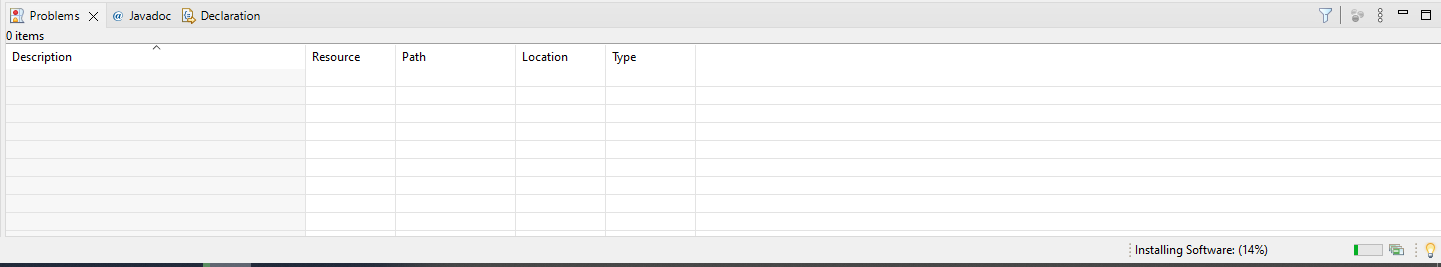 Problems Javadoc Declaration
0 items
Description Resource Path Location Type
Installing Software: (14%)